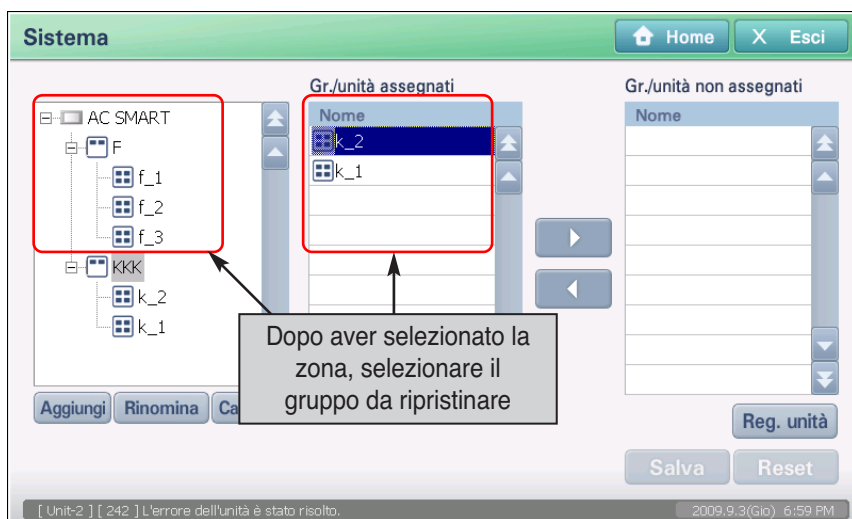 Sistema
Home
X Esci
Gr./unità assegnati
Gr./unità non assegnati
AC SMART
F
f_1
f_2
f_3
KKK
k_2
k_1
Nome
k_2
k_1
Nome
Dopo aver selezionato la
zona, selezionare il
gruppo da ripristinare
Aggiungi
Rinomina
Reg. unità
Salva
Reset
[ Unit-2 ] [ 242 ] L'errore dell'unità è stato risolto.
2009.9.3(Gio) 6:59 PM